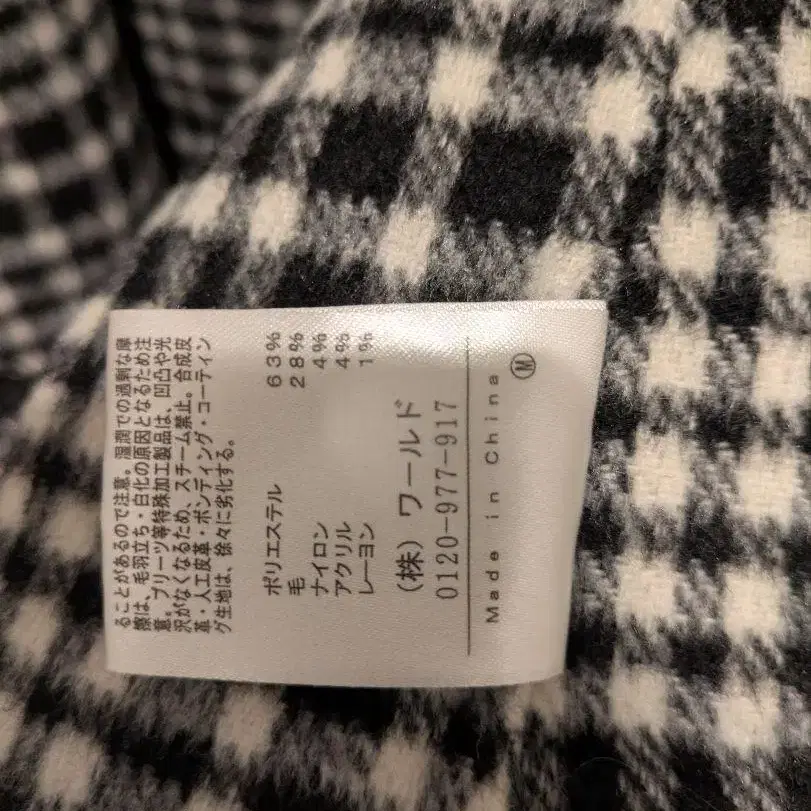 ることがあるので注意。湿潤での過剰な摩
擦は、毛羽立ち・白化の原因となるため注
意。プリーツ等特殊加工製品は、凹凸や光
沢がなくなるため、スチーム禁止。合成皮
革・人工皮革・ボンディング・コーティン
グ生地は、徐々に劣化する。
ポリエステル 63%
毛 28%
ナイロン 4%
アクリル 4%
レーヨン 1%
(株)ワールド
0120-977-917
Made in China Ⓜ